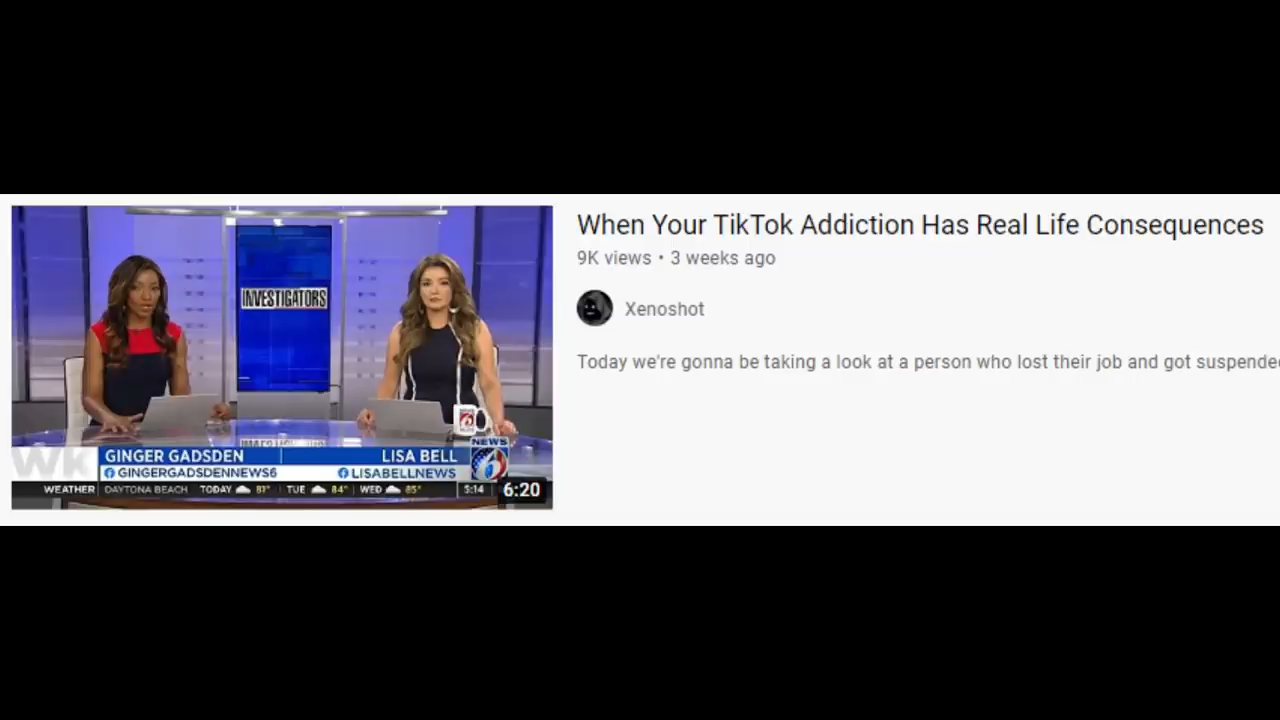 When Your TikTok Addiction Has Real Life Consequences
9K views • 3 weeks ago
Xenoshot
Today we're gonna be taking a look at a person who lost their job and got suspended
INVESTIGATORS
GINGER GADSDEN LISA BELL
GINGERGADSDENNEWS6 LISABELLNEWS
NEWS
6
WEATHER DAYTONA BEACH TODAY 81° TUE 84° WED 85° 5:14
6:20